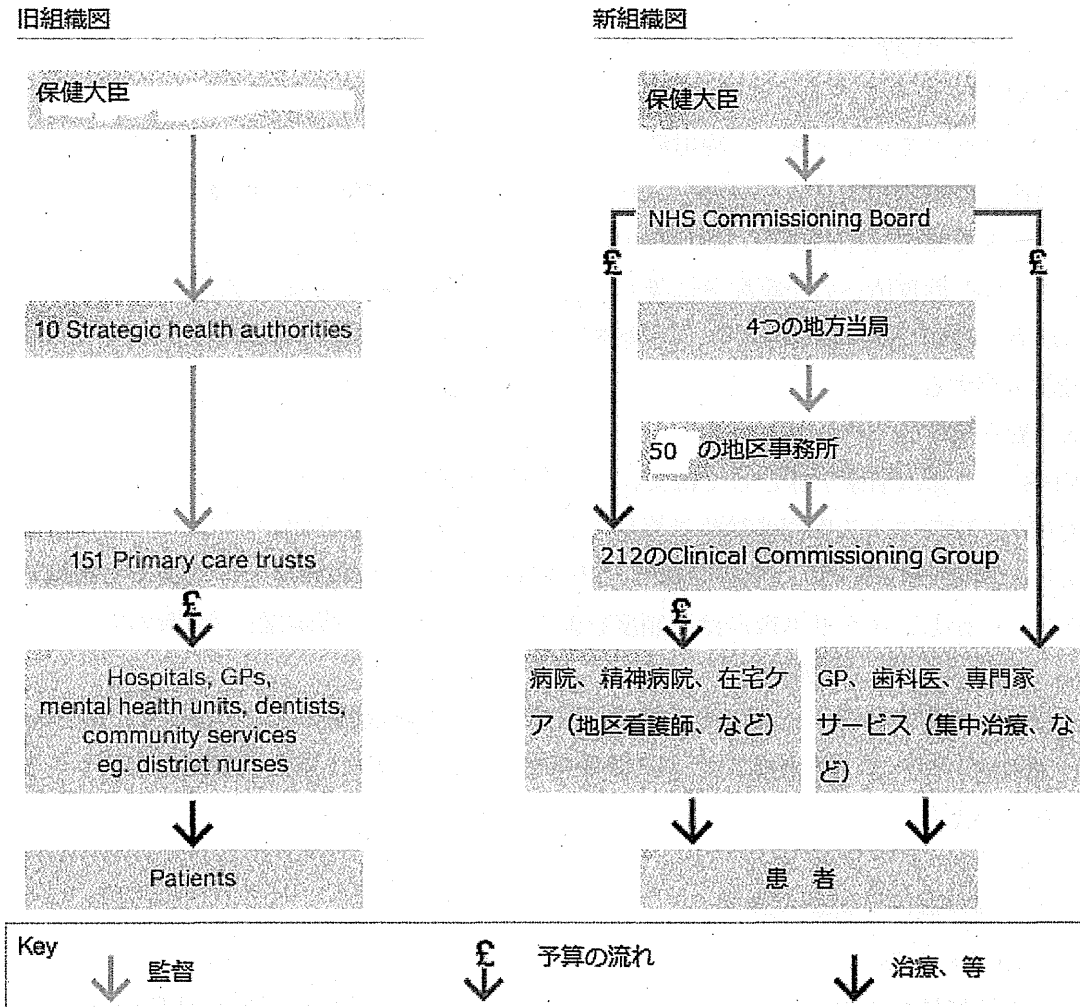 旧組織図
保健大臣
10 Strategic health authorities
151 Primary care trusts
£
Hospitals, GPs,
mental health units, dentists,
community services
eg. district nurses
Patients
新組織図
保健大臣
NHS Commissioning Board
£
£
4つの地方当局
50 の地区事務所
212のClinical Commissioning Group
£
病院、精神病院、在宅ケ
ア（地区看護師、など）
GP、歯科医、専門家
サービス（集中治療、な
ど）
患 者
Key
監督
£
予算の流れ
治療、等